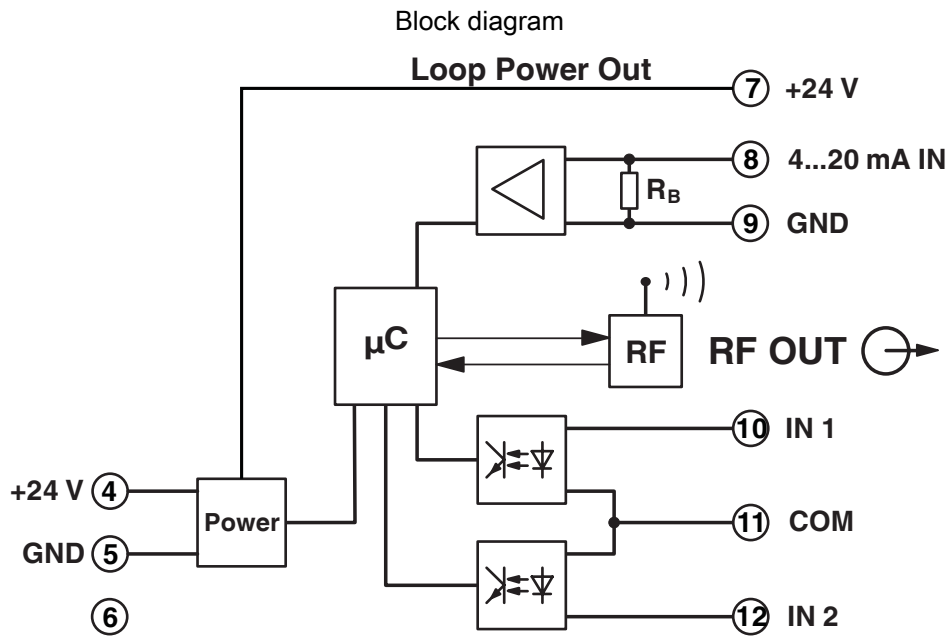 Block diagram
Loop Power Out
7 +24 V
8 4...20 mA IN
RB
9 GND
µC
RF
RF OUT
10 IN 1
+24 V 4
Power
11 COM
GND 5
6
12 IN 2